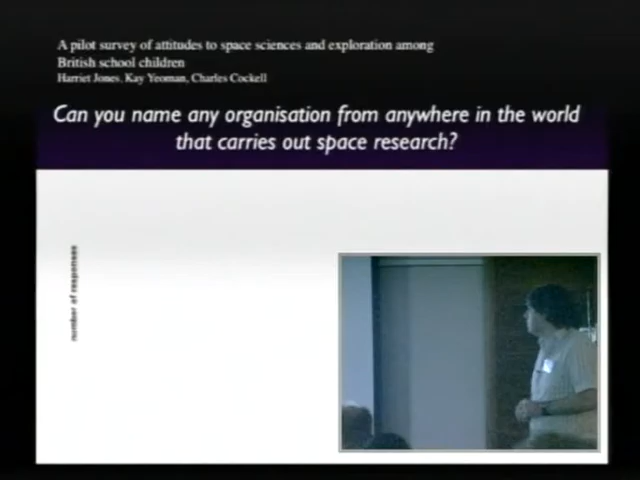 A pilot survey of attitudes to space sciences and exploration among
British school children
Harriet Jones, Kay Yeoman, Charles Cockell
Can you name any organisation from anywhere in the world
that carries out space research?
number of responses